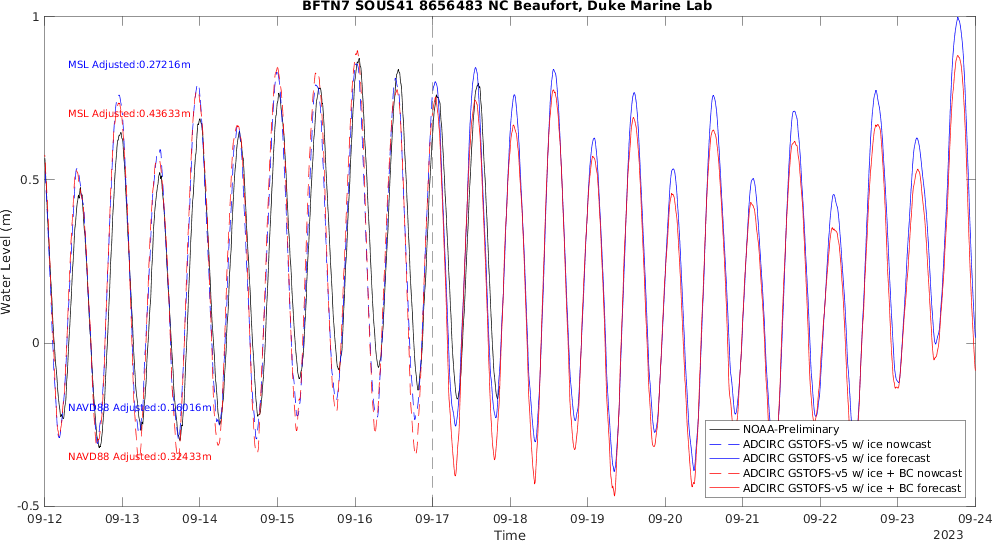 BFTN7 SOUS41 8656483 NC Beaufort, Duke Marine Lab
1
0.5
0
-0.5
Water Level (m)
MSL Adjusted:0.27216m
MSL Adjusted:0.43633m
NAVD88 Adjusted:0.16016m
NAVD88 Adjusted:0.32433m
NOAA-Preliminary
ADCIRC GSTOFS-v5 w/ ice nowcast
ADCIRC GSTOFS-v5 w/ ice forecast
ADCIRC GSTOFS-v5 w/ ice + BC nowcast
ADCIRC GSTOFS-v5 w/ ice + BC forecast
09-12 09-13 09-14 09-15 09-16 09-17 09-18 09-19 09-20 09-21 09-22 09-23 09-24
Time
2023